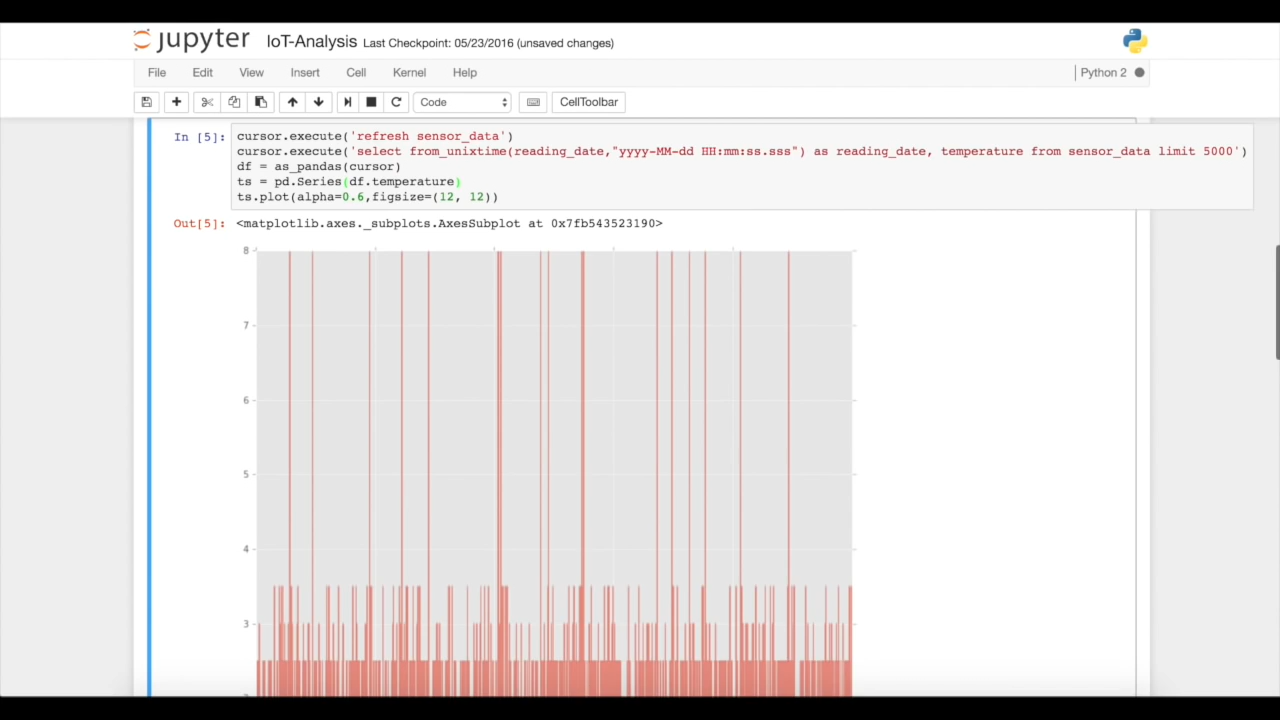 jupyter IoT-Analysis Last Checkpoint: 05/23/2016 (unsaved changes)
File Edit View Insert Cell Kernel Help Python 2
Code CellToolbar
In [5]: cursor.execute('refresh sensor_data')
cursor.execute('select from_unixtime(reading_date,"yyyy-MM-dd HH:mm:ss.sss") as reading_date, temperature from sensor_data limit 5000')
df = as_pandas(cursor)
ts = pd.Series(df.temperature)
ts.plot(alpha=0.6,figsize=(12, 12))
Out[5]: <matplotlib.axes._subplots.AxesSubplot at 0x7fb543523190>
8
7
6
5
4
3